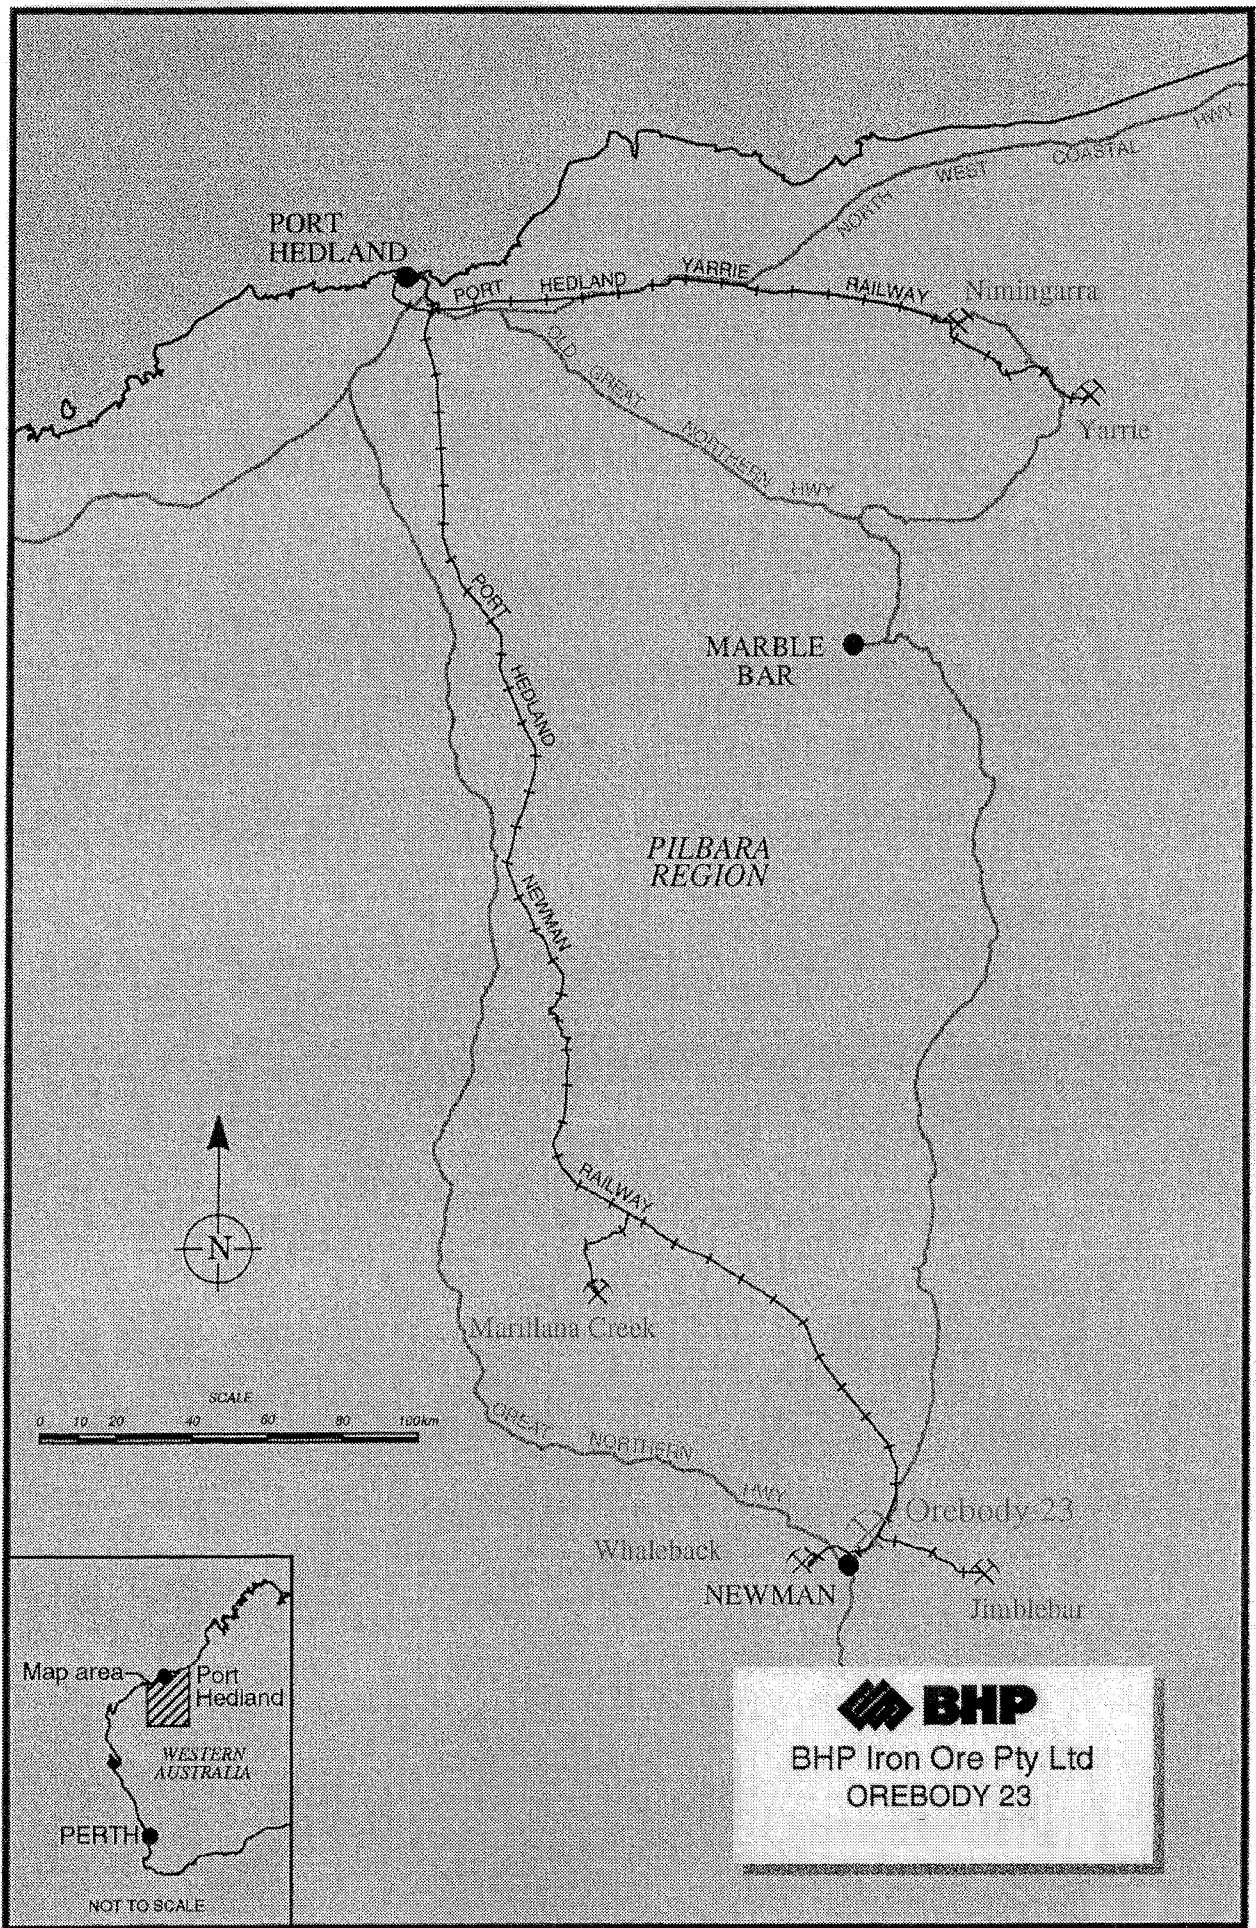 HWY
COASTAL
WEST
NORTH
PORT
HEDLAND
PORT
HEDLAND
YARRIE
RAILWAY
Nimingarra
Yarrie
OLD
GREAT
NORTHERN
HWY
PORT
HEDLAND
NEWMAN
RAILWAY
MARBLE
BAR
PILBARA
REGION
N
Marillana Creek
SCALE
0 10 20 40 60 80 100km
GREAT
NORTHERN
HWY
Orebody 23
Whaleback
NEWMAN
Jimblebar
Map area
Port
Hedland
WESTERN
AUSTRALIA
PERTH
NOT TO SCALE
BHP
BHP Iron Ore Pty Ltd
OREBODY 23